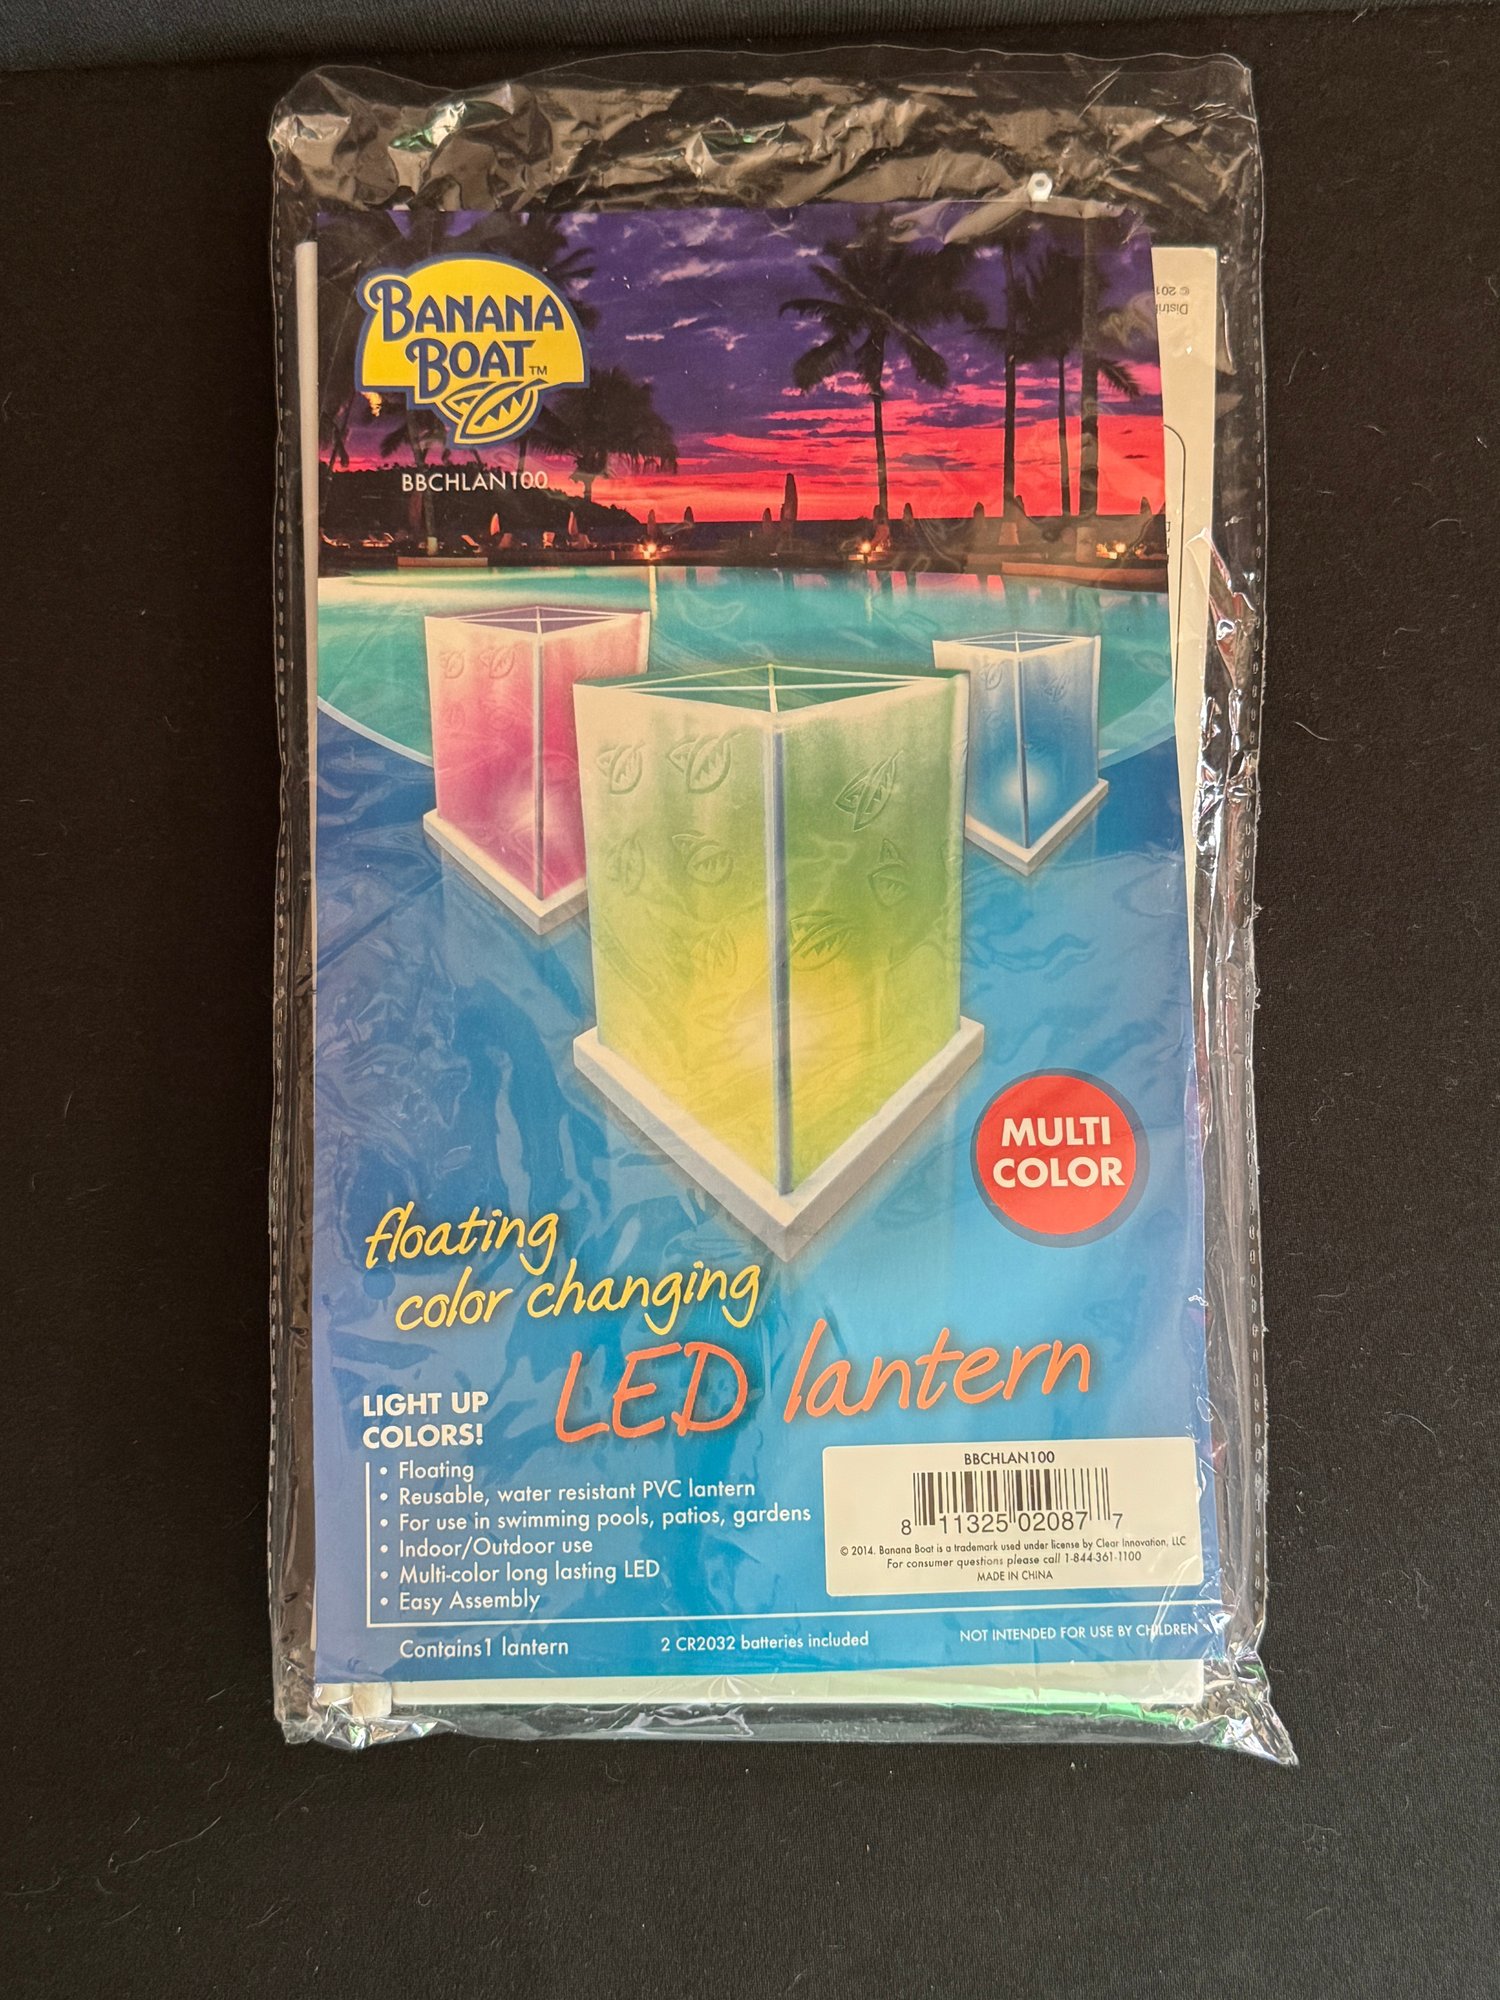 BANANA
BOAT™
BBCHLAN100
MULTI
COLOR
floating
color changing
LED lantern
LIGHT UP
COLORS!
• Floating
• Reusable, water resistant PVC lantern
• For use in swimming pools, patios, gardens
• Indoor/Outdoor use
• Multi-color long lasting LED
• Easy Assembly
BBCHLAN100
8 11325 02087 7
© 2014. Banana Boat is a trademark used under license by Clear Innovation, LLC
For consumer questions please call 1-844-361-1100
MADE IN CHINA
Contains1 lantern
2 CR2032 batteries included
NOT INTENDED FOR USE BY CHILDREN